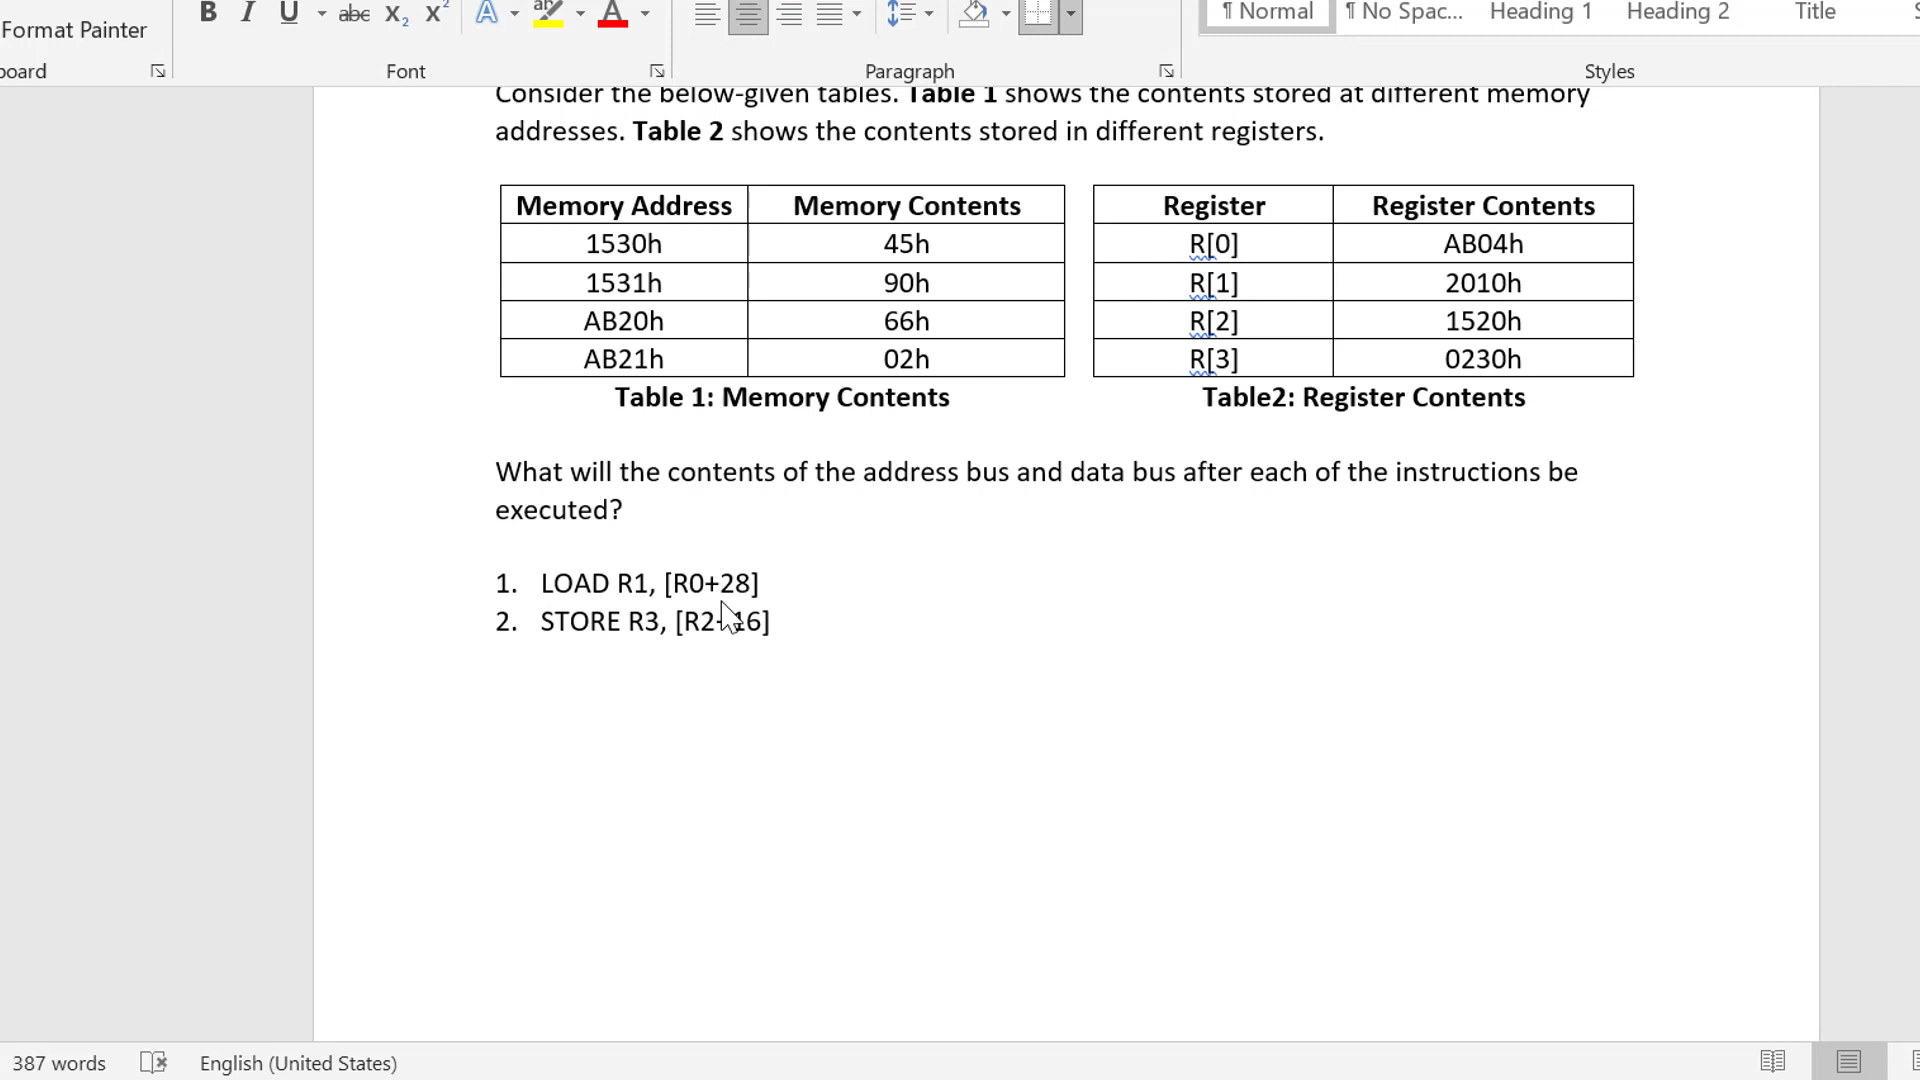 Format Painter
B I U abc X₂ X² A ab A
¶ Normal ¶ No Spac... Heading 1 Heading 2 Title
Font Paragraph Styles
Consider the below-given tables. Table 1 shows the contents stored at different memory
addresses. Table 2 shows the contents stored in different registers.
Memory Address Memory Contents
1530h 45h
1531h 90h
AB20h 66h
AB21h 02h
Table 1: Memory Contents
Register Register Contents
R[0] AB04h
R[1] 2010h
R[2] 1520h
R[3] 0230h
Table2: Register Contents
What will the contents of the address bus and data bus after each of the instructions be
executed?
1. LOAD R1, [R0+28]
2. STORE R3,
387 words English (United States)